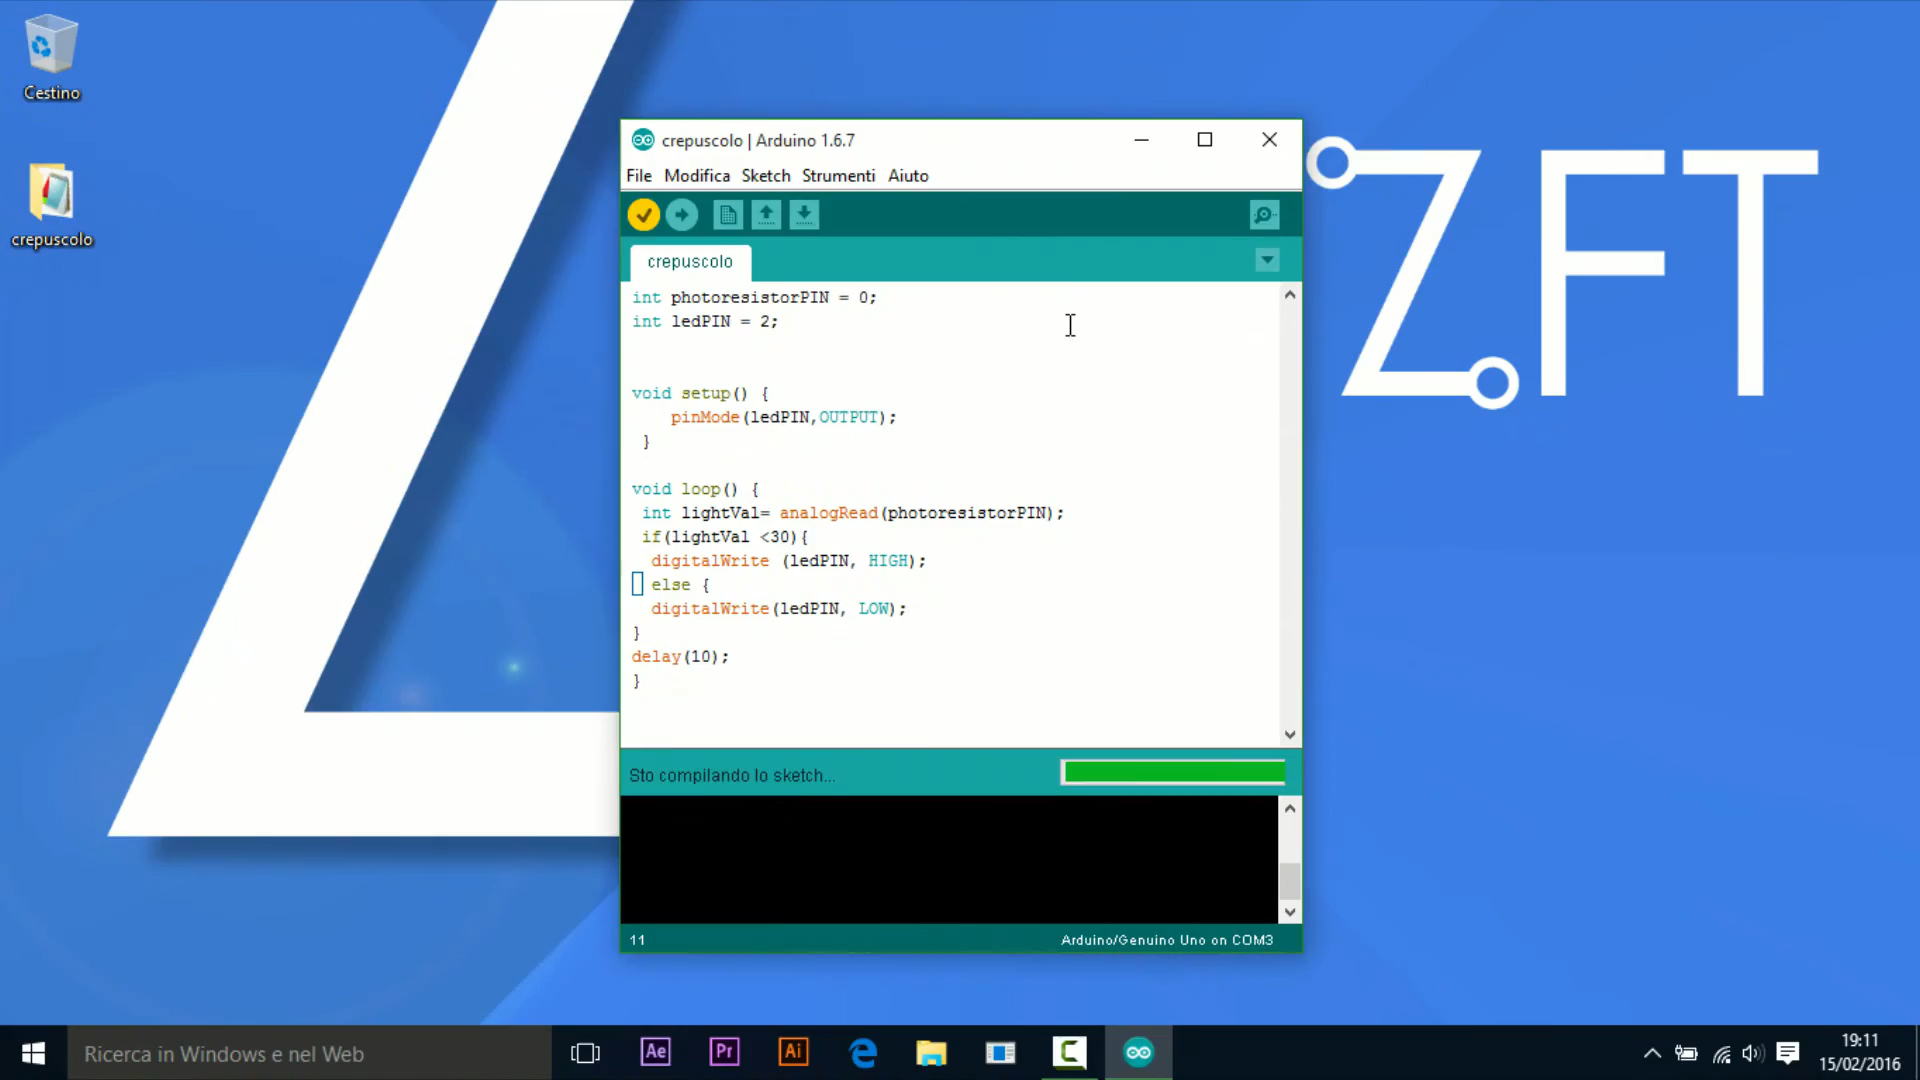 Cestino
crepuscolo
crepuscolo | Arduino 1.6.7
File Modifica Sketch Strumenti Aiuto
crepuscolo
int photoresistorPIN = 0;
int ledPIN = 2;
void setup() {
pinMode(ledPIN,OUTPUT);
}
void loop() {
int lightVal= analogRead(photoresistorPIN);
if(lightVal <30){
digitalWrite (ledPIN, HIGH);
else {
digitalWrite(ledPIN, LOW);
}
delay(10);
}
Sto compilando lo sketch...
11
Arduino/Genuino Uno on COM3
ZFT
Ricerca in Windows e nel Web
Ae
Pr
Ai
19:11
15/02/2016